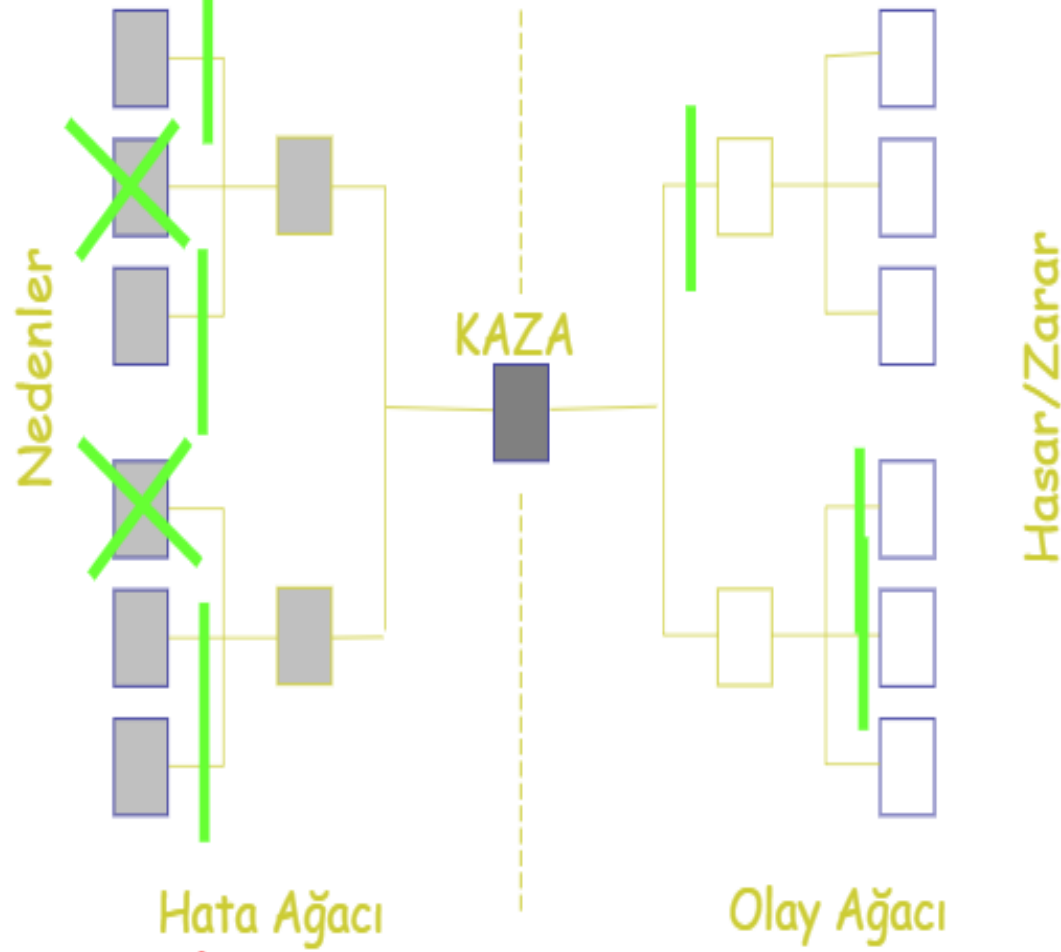 Nedenler
KAZA
Hasar/Zarar
Hata Ağacı
Olay Ağacı